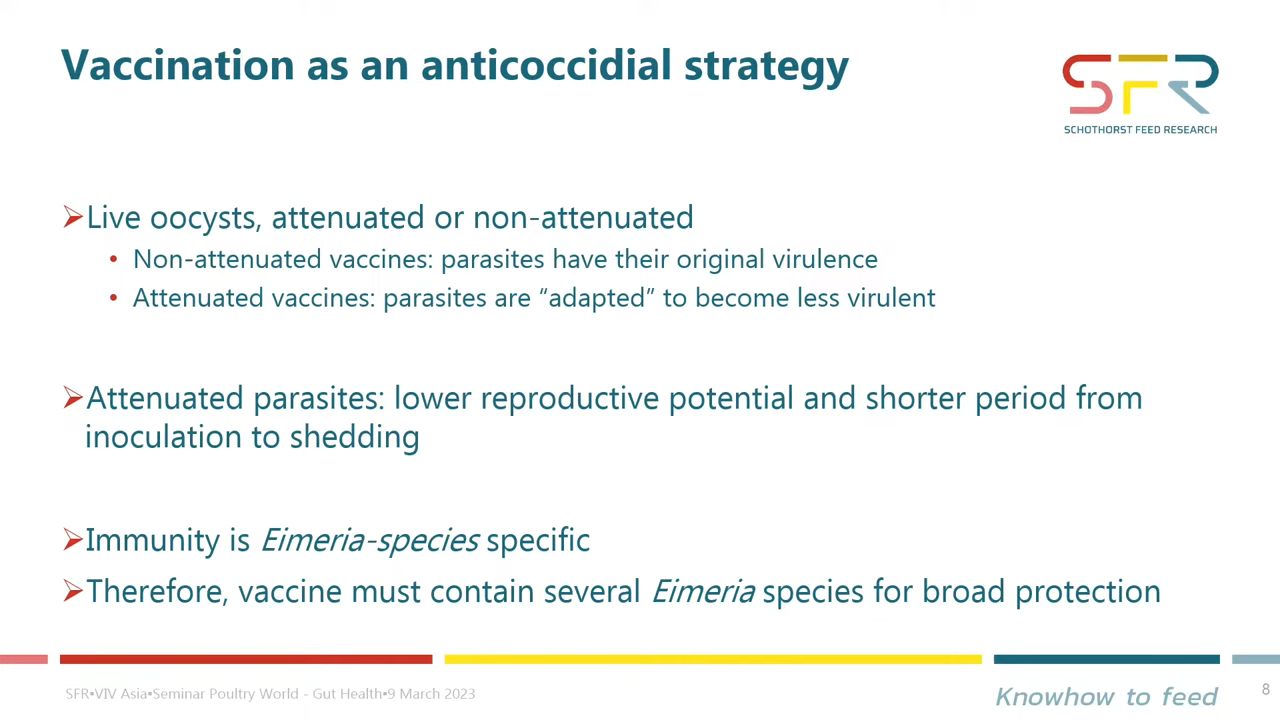 Vaccination as an anticoccidial strategy
SFR
SCHOTHORST FEED RESEARCH
➢Live oocysts, attenuated or non-attenuated
• Non-attenuated vaccines: parasites have their original virulence
• Attenuated vaccines: parasites are “adapted” to become less virulent
➢Attenuated parasites: lower reproductive potential and shorter period from
inoculation to shedding
➢Immunity is Eimeria-species specific
➢Therefore, vaccine must contain several Eimeria species for broad protection
SFR•VIV Asia•Seminar Poultry World - Gut Health•9 March 2023
Knowhow to feed
8